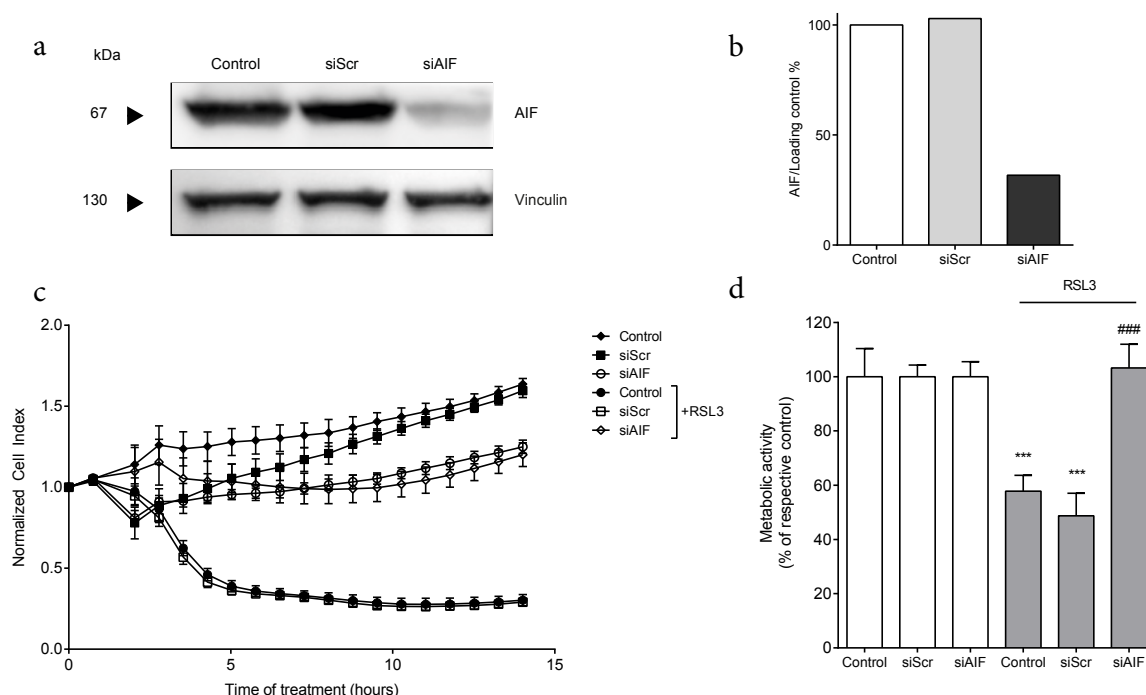 a
kDa
Control siScr siAIF
67 AIF
130 Vinculin
b
AIF/Loading control %
100
50
0
Control siScr siAIF
c
Normalized Cell Index
2.0
1.5
1.0
0.5
0.0
0 5 10 15
Time of treatment (hours)
Control
siScr
siAIF
Control
siScr
siAIF
+RSL3
d
RSL3
Metabolic activity
(% of respective control)
120
100
80
60
40
20
0
***
***
###
Control siScr siAIF Control siScr siAIF